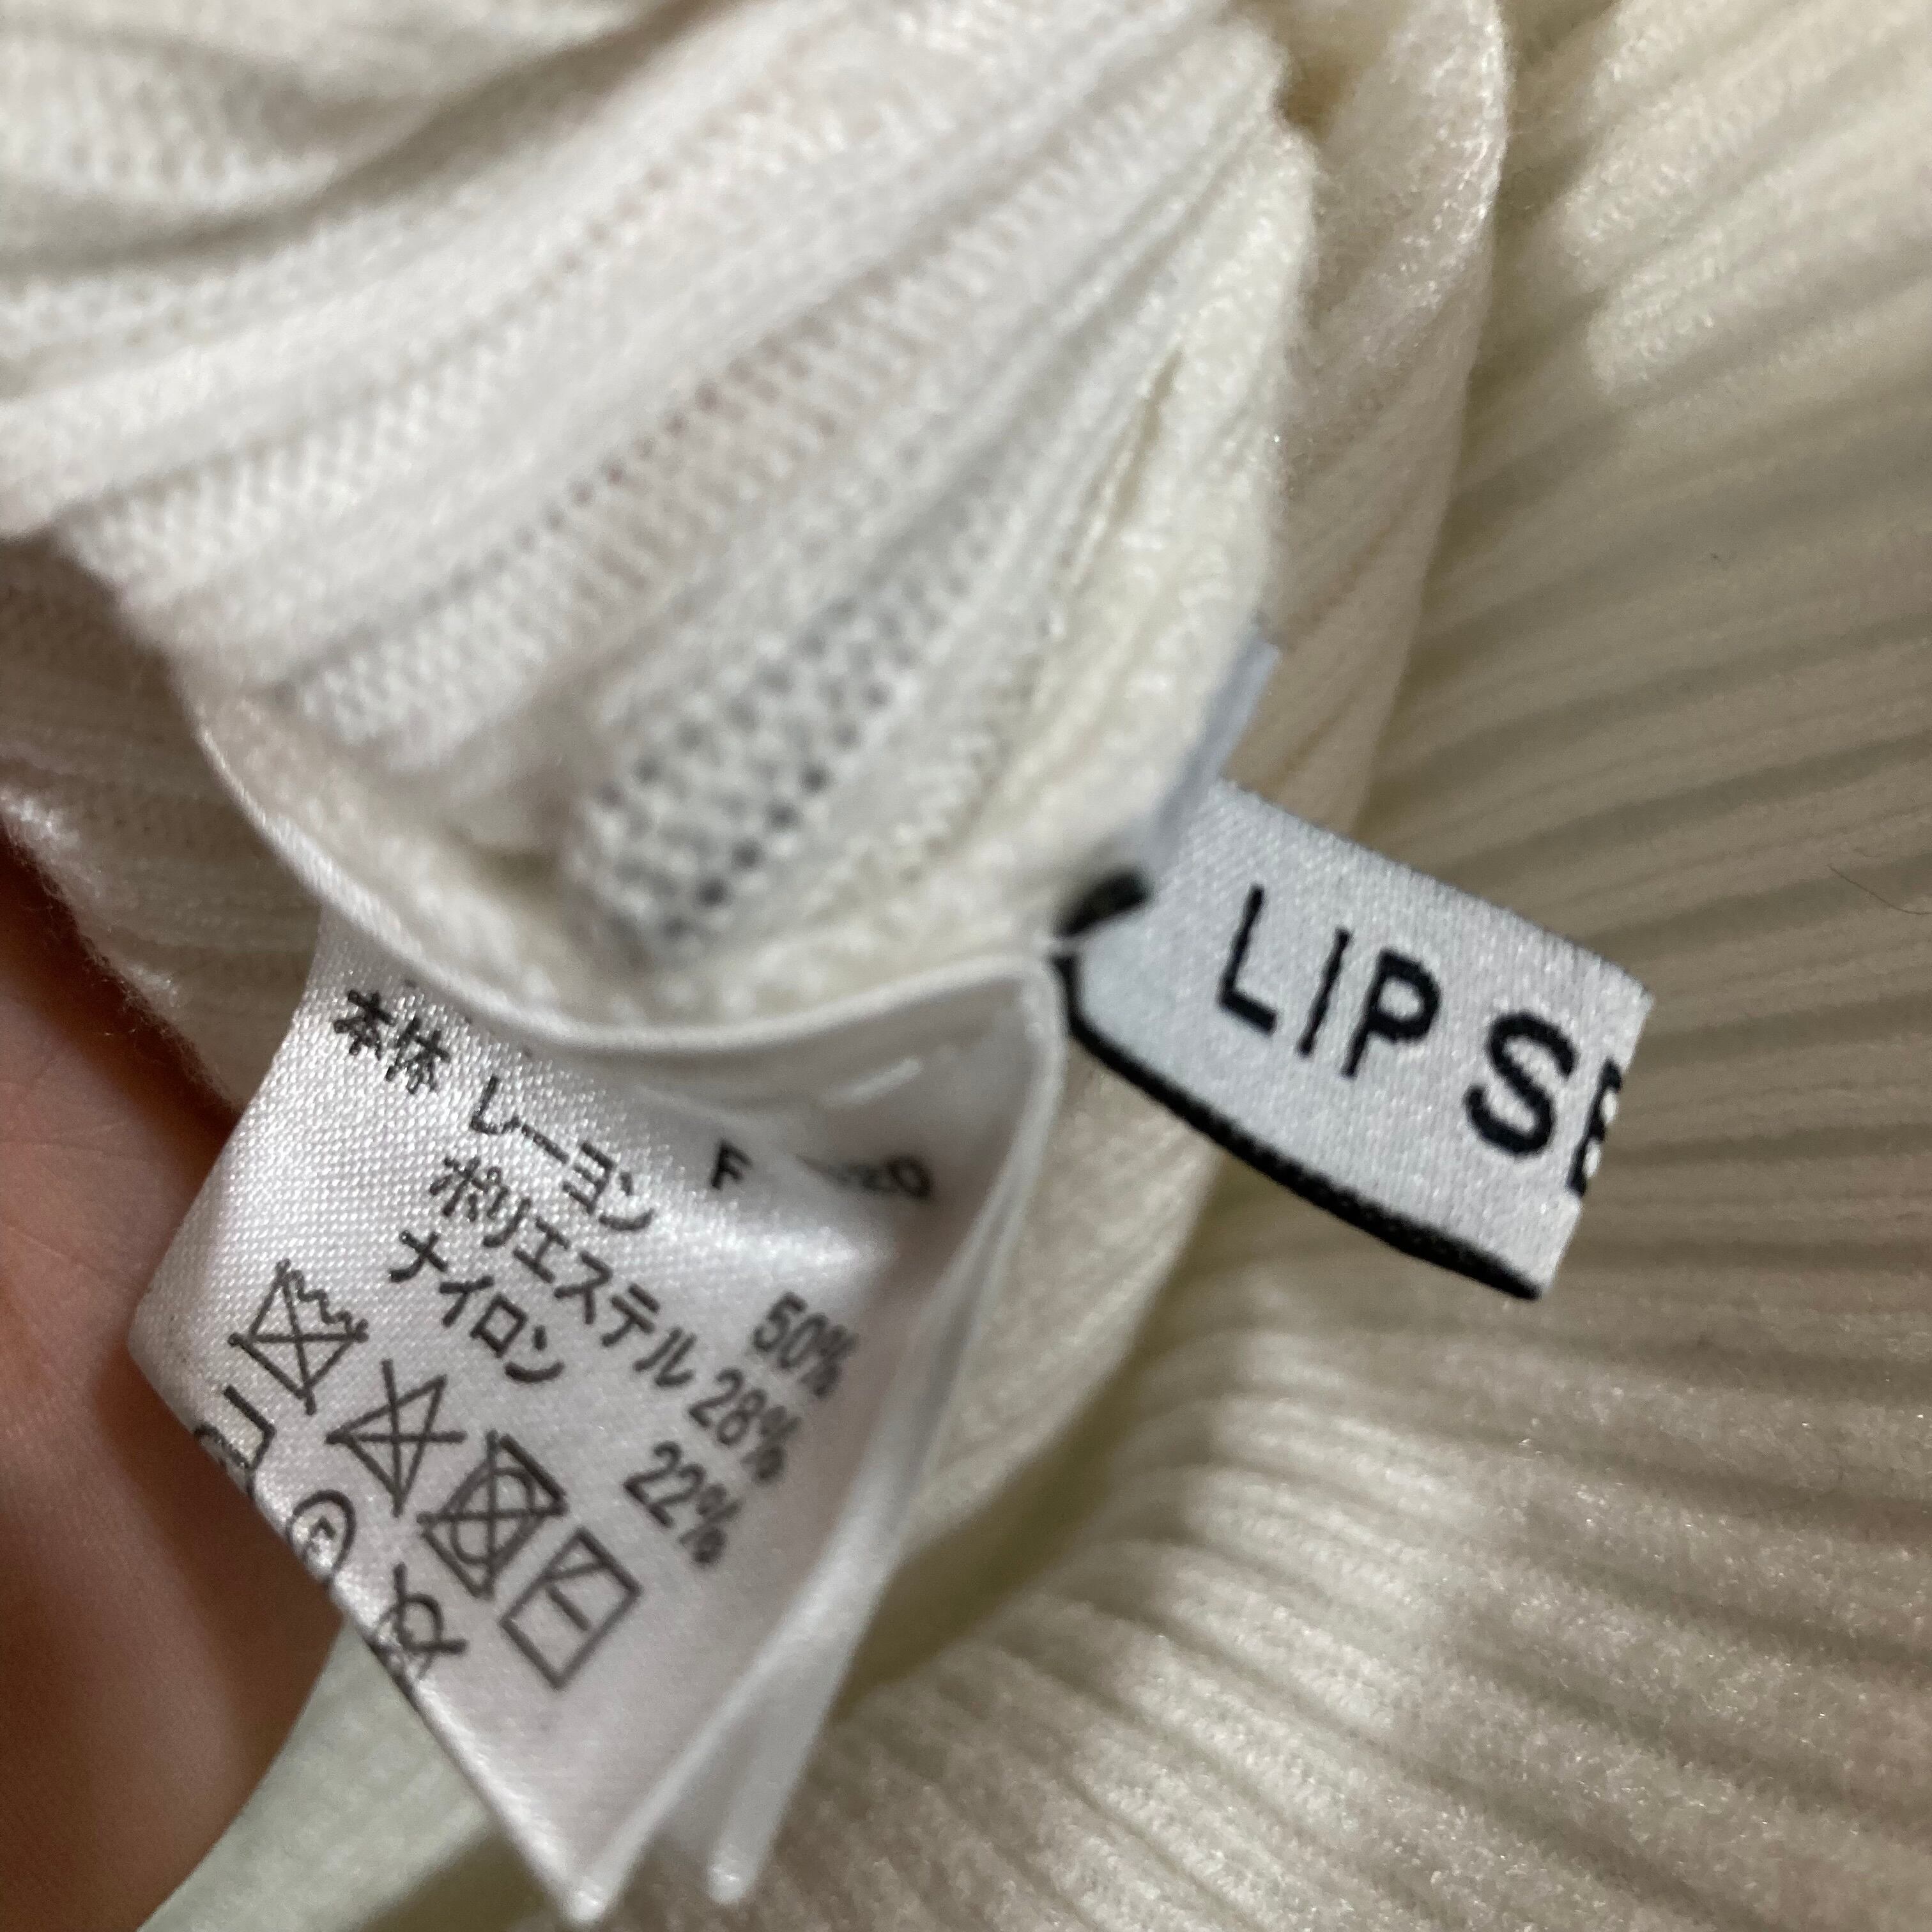 LIP SE
F
本体 レーヨン 50%
ポリエステル 28%
ナイロン 22%